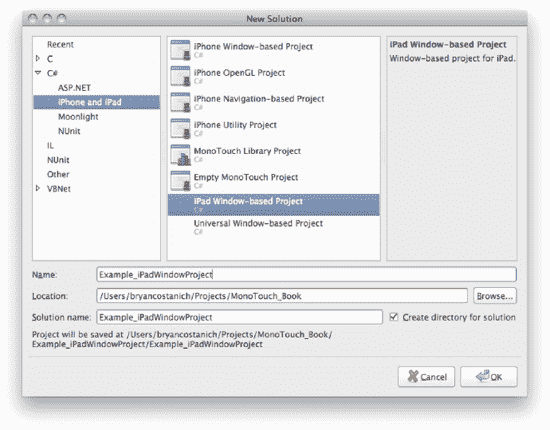 New Solution
Recent
C
C#
ASP.NET
iPhone and iPad
Moonlight
NUnit
IL
NUnit
Other
VBNet
iPhone Window-based Project
C#
iPhone OpenGL Project
C#
iPhone Navigation-based Project
C#
iPhone Utility Project
C#
MonoTouch Library Project
C#
Empty MonoTouch Project
C#
iPad Window-based Project
C#
Universal Window-based Project
C#
iPad Window-based Project
Window-based project for iPad.
Name: Example_iPadWindowProject
Location: /Users/bryancostanich/Projects/MonoTouch_Book Browse...
Solution name: Example_iPadWindowProject Create directory for solution
Project will be saved at /Users/bryancostanich/Projects/MonoTouch_Book/
Example_iPadWindowProject/Example_iPadWindowProject
Cancel OK